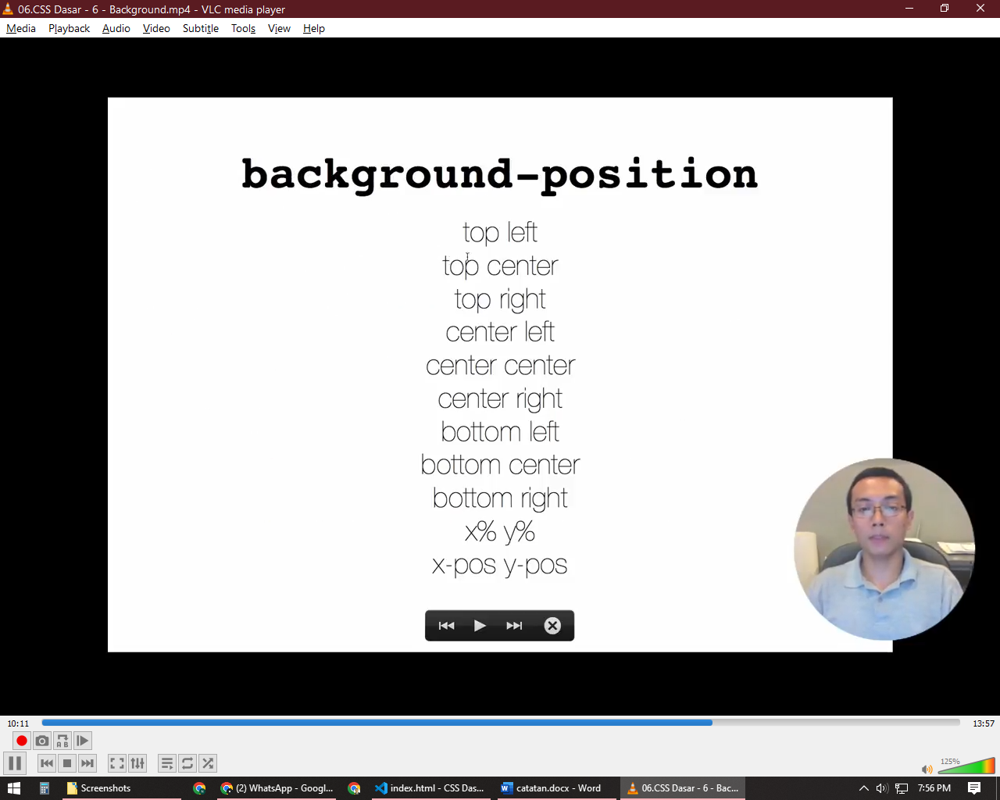 06.CSS Dasar - 6 - Background.mp4 - VLC media player
Media Playback Audio Video Subtitle Tools View Help
background-position
top left
top center
top right
center left
center center
center right
bottom left
bottom center
bottom right
x% y%
x-pos y-pos
10:11 13:57
A B
125%
Screenshots (2) WhatsApp - Googl... index.html - CSS Das... catatan.docx - Word 06.CSS Dasar - 6 - Bac... 7:56 PM